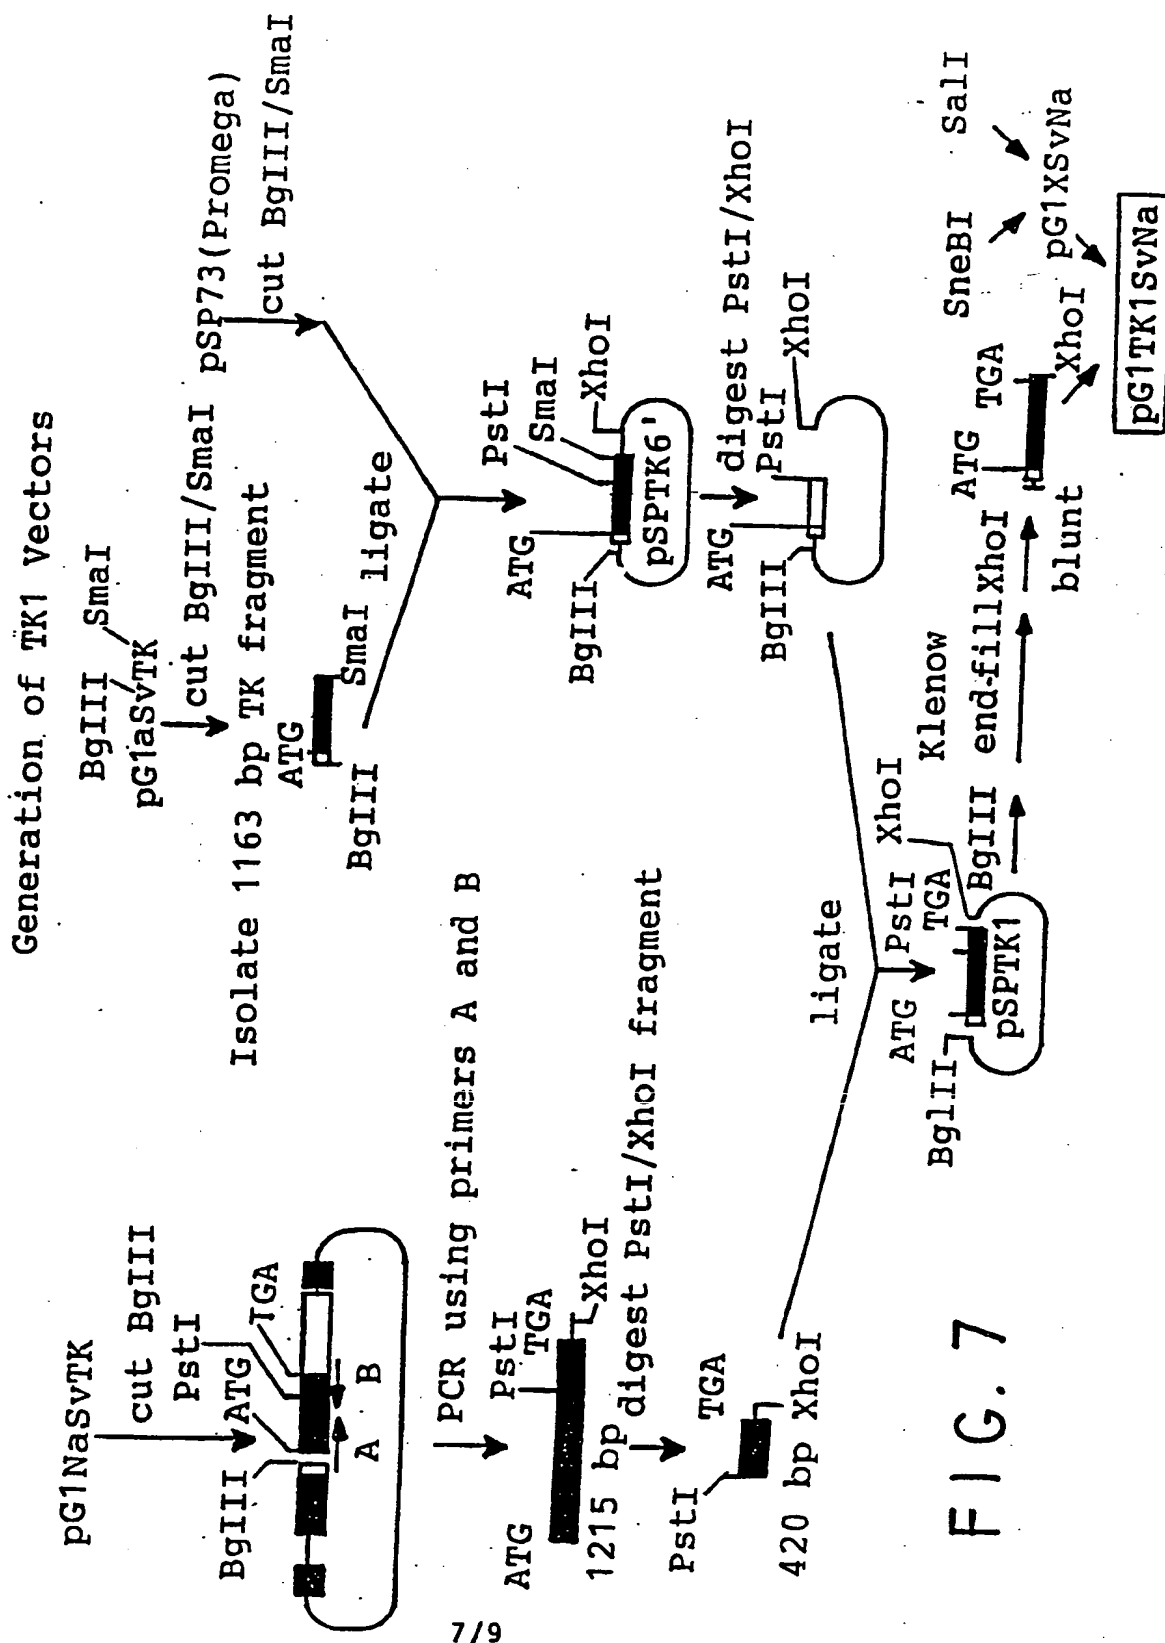 Generation of TK1 Vectors
pG1NaSvTK
cut BgIII
BgIII
ATG
PstI
TGA
A
B
PCR using primers A and B
ATG
PstI
TGA
XhoI
1215 bp
digest PstI/XhoI fragment
PstI
TGA
420 bp
XhoI
BgIII
SmaI
pG1aSvTK
cut BgIII/SmaI
Isolate 1163 bp TK fragment
ATG
BgIII
SmaI
pSP73(Promega)
cut BgIII/SmaI
ligate
ATG
PstI
SmaI
XhoI
BgIII
pSPTK6'
digest PstI/XhoI
ATG
PstI
XhoI
BgIII
ligate
ATG
PstI
TGA
XhoI
BglII
pSPTK1
Klenow
BgIII end-fill XhoI
blunt
ATG
TGA
XhoI
SneBI
SalI
pG1XSvNa
pG1TK1SvNa
FIG. 7
7/9